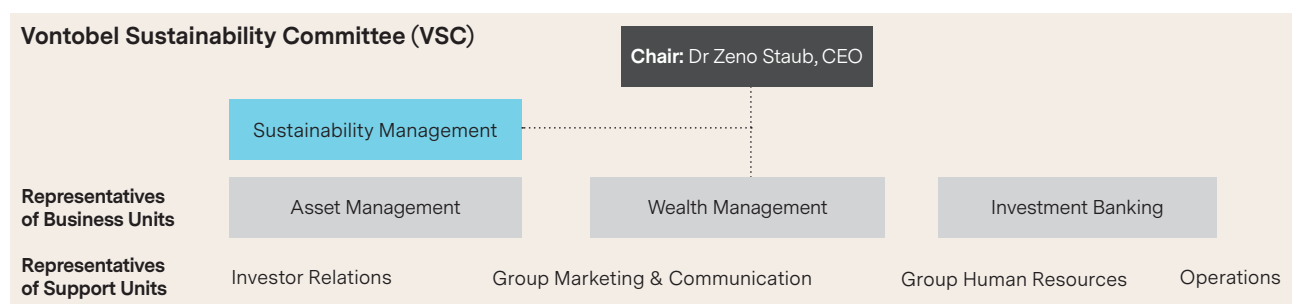 Vontobel Sustainability Committee (VSC)
Chair: Dr Zeno Staub, CEO
Sustainability Management
Representatives
of Business Units
Asset Management
Wealth Management
Investment Banking
Representatives
of Support Units
Investor Relations
Group Marketing & Communication
Group Human Resources
Operations